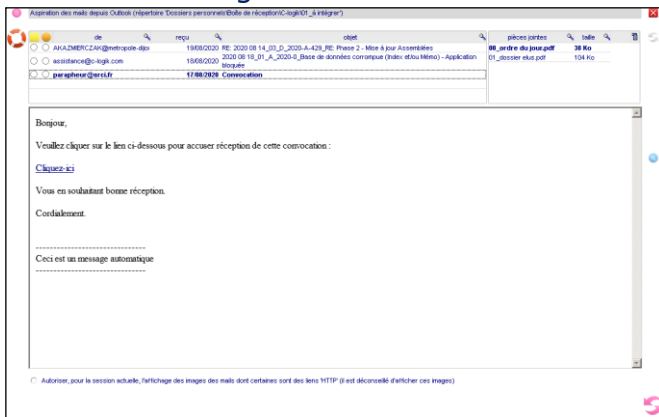 Aspiration des mails depuis Outlook (répertoire 'Dossiers personnels\Boîte de réception\C-logik\01_à intégrer')
de reçu objet pièces jointes taille
AKAZMIERCZAK@metropole-dijoi 19/08/2020 RE: 2020 08 14_03_D_2020-A-429_RE: Phase 2 - Mise à jour Assemblées 00_ordre du jour.pdf 38 Ko
assistance@c-logik.com 18/08/2020 2020 08 18_01_A_2020-0_Base de données corrompue (Index et/ou Mémo) - Application bloquée 01_dossier elus.pdf 104 Ko
parapheur@srci.fr 17/08/2020 Convocation
Bonjour,
Veuillez cliquer sur le lien ci-dessous pour accuser réception de cette convocation :
Cliquez-ici
Vous en souhaitant bonne réception.
Cordialement.
-------------------------------
Ceci est un message automatique
-------------------------------
Autoriser, pour la session actuelle, l'affichage des images des mails dont certaines sont des liens 'HTTP' (il est déconseillé d'afficher ces images)